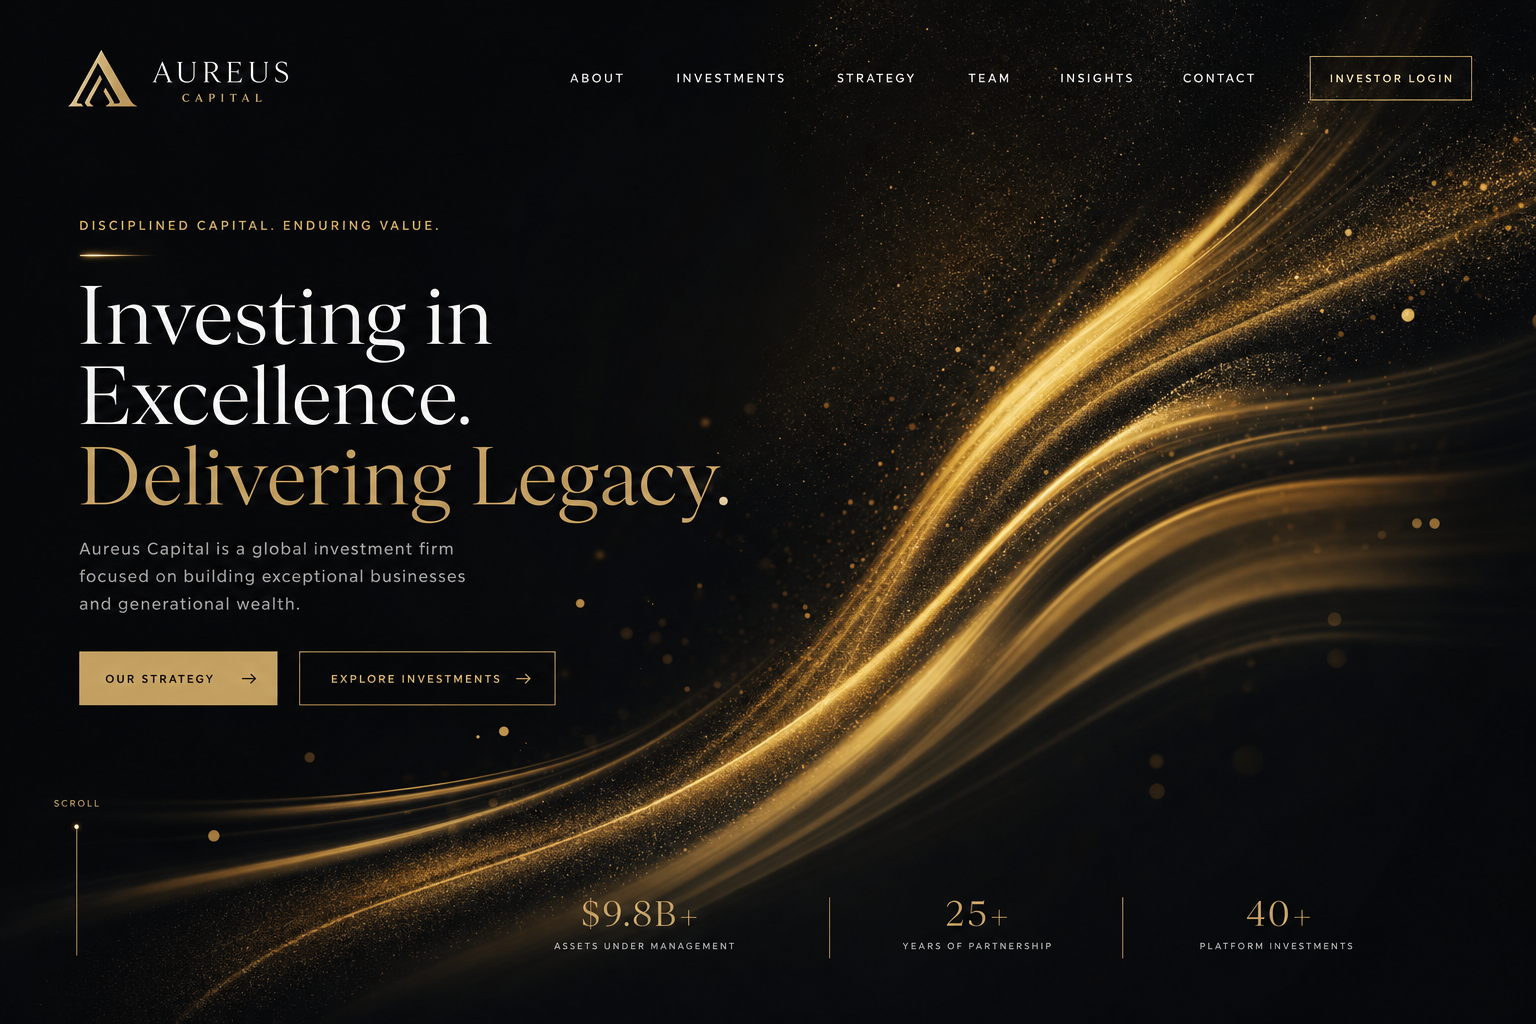 AUREUS
CAPITAL
ABOUT
INVESTMENTS
STRATEGY
TEAM
INSIGHTS
CONTACT
INVESTOR LOGIN
DISCIPLINED CAPITAL. ENDURING VALUE.
Investing in
Excellence.
Delivering Legacy.
Aureus Capital is a global investment firm
focused on building exceptional businesses
and generational wealth.
OUR STRATEGY →
EXPLORE INVESTMENTS →
SCROLL
$9.8B+
ASSETS UNDER MANAGEMENT
25+
YEARS OF PARTNERSHIP
40+
PLATFORM INVESTMENTS